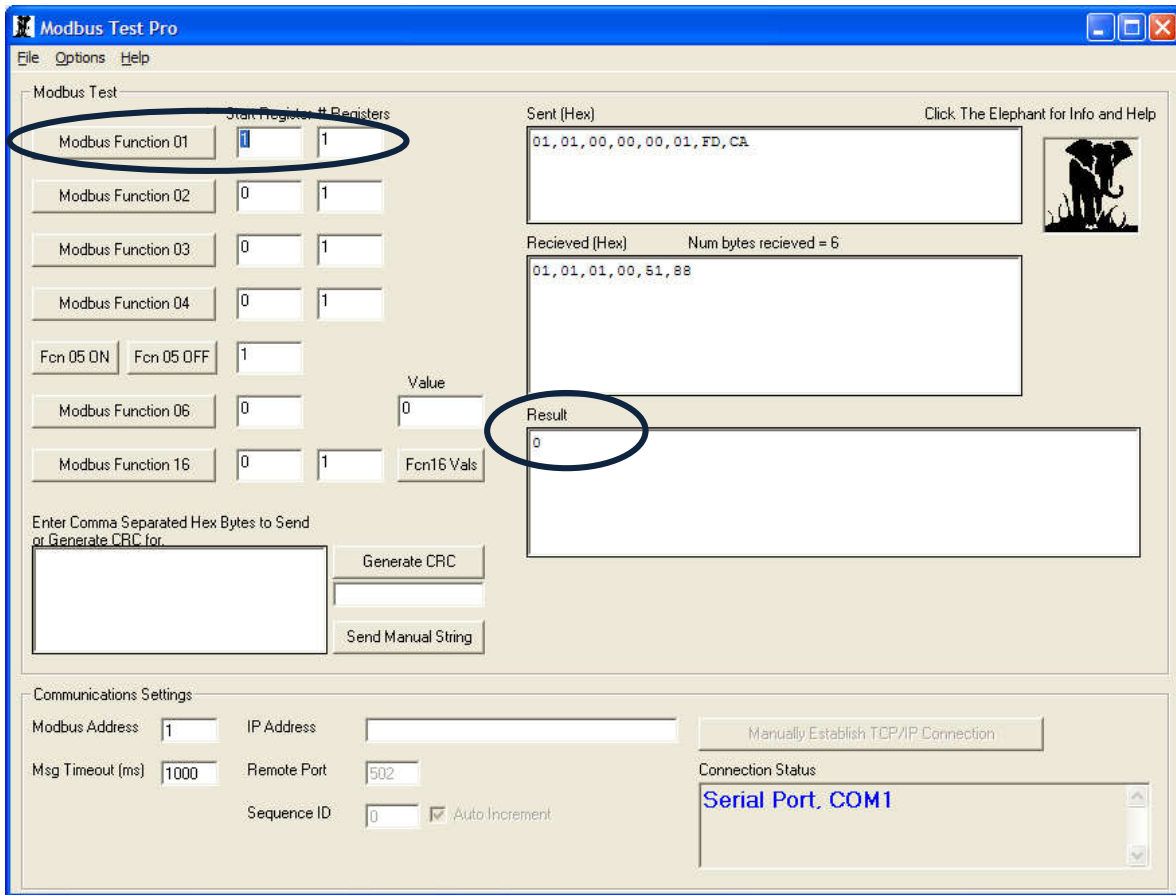 Modbus Test Pro
File Options Help
Modbus Test
Start Register # Registers
Modbus Function 01 1 1
Modbus Function 02 0 1
Modbus Function 03 0 1
Modbus Function 04 0 1
Fcn 05 ON Fcn 05 OFF 1
Value
Modbus Function 06 0 0
Modbus Function 16 0 1 Fcn16 Vals
Enter Comma Separated Hex Bytes to Send
or Generate CRC for.
Generate CRC
Send Manual String
Sent (Hex) Click The Elephant for Info and Help
01,01,00,00,00,01,FD,CA
Recieved (Hex) Num bytes recieved = 6
01,01,01,00,51,88
Result
0
Communications Settings
Modbus Address 1 IP Address Manually Establish TCP/IP Connection
Msg Timeout (ms) 1000 Remote Port 502 Connection Status
Serial Port, COM1
Sequence ID 0 Auto Increment